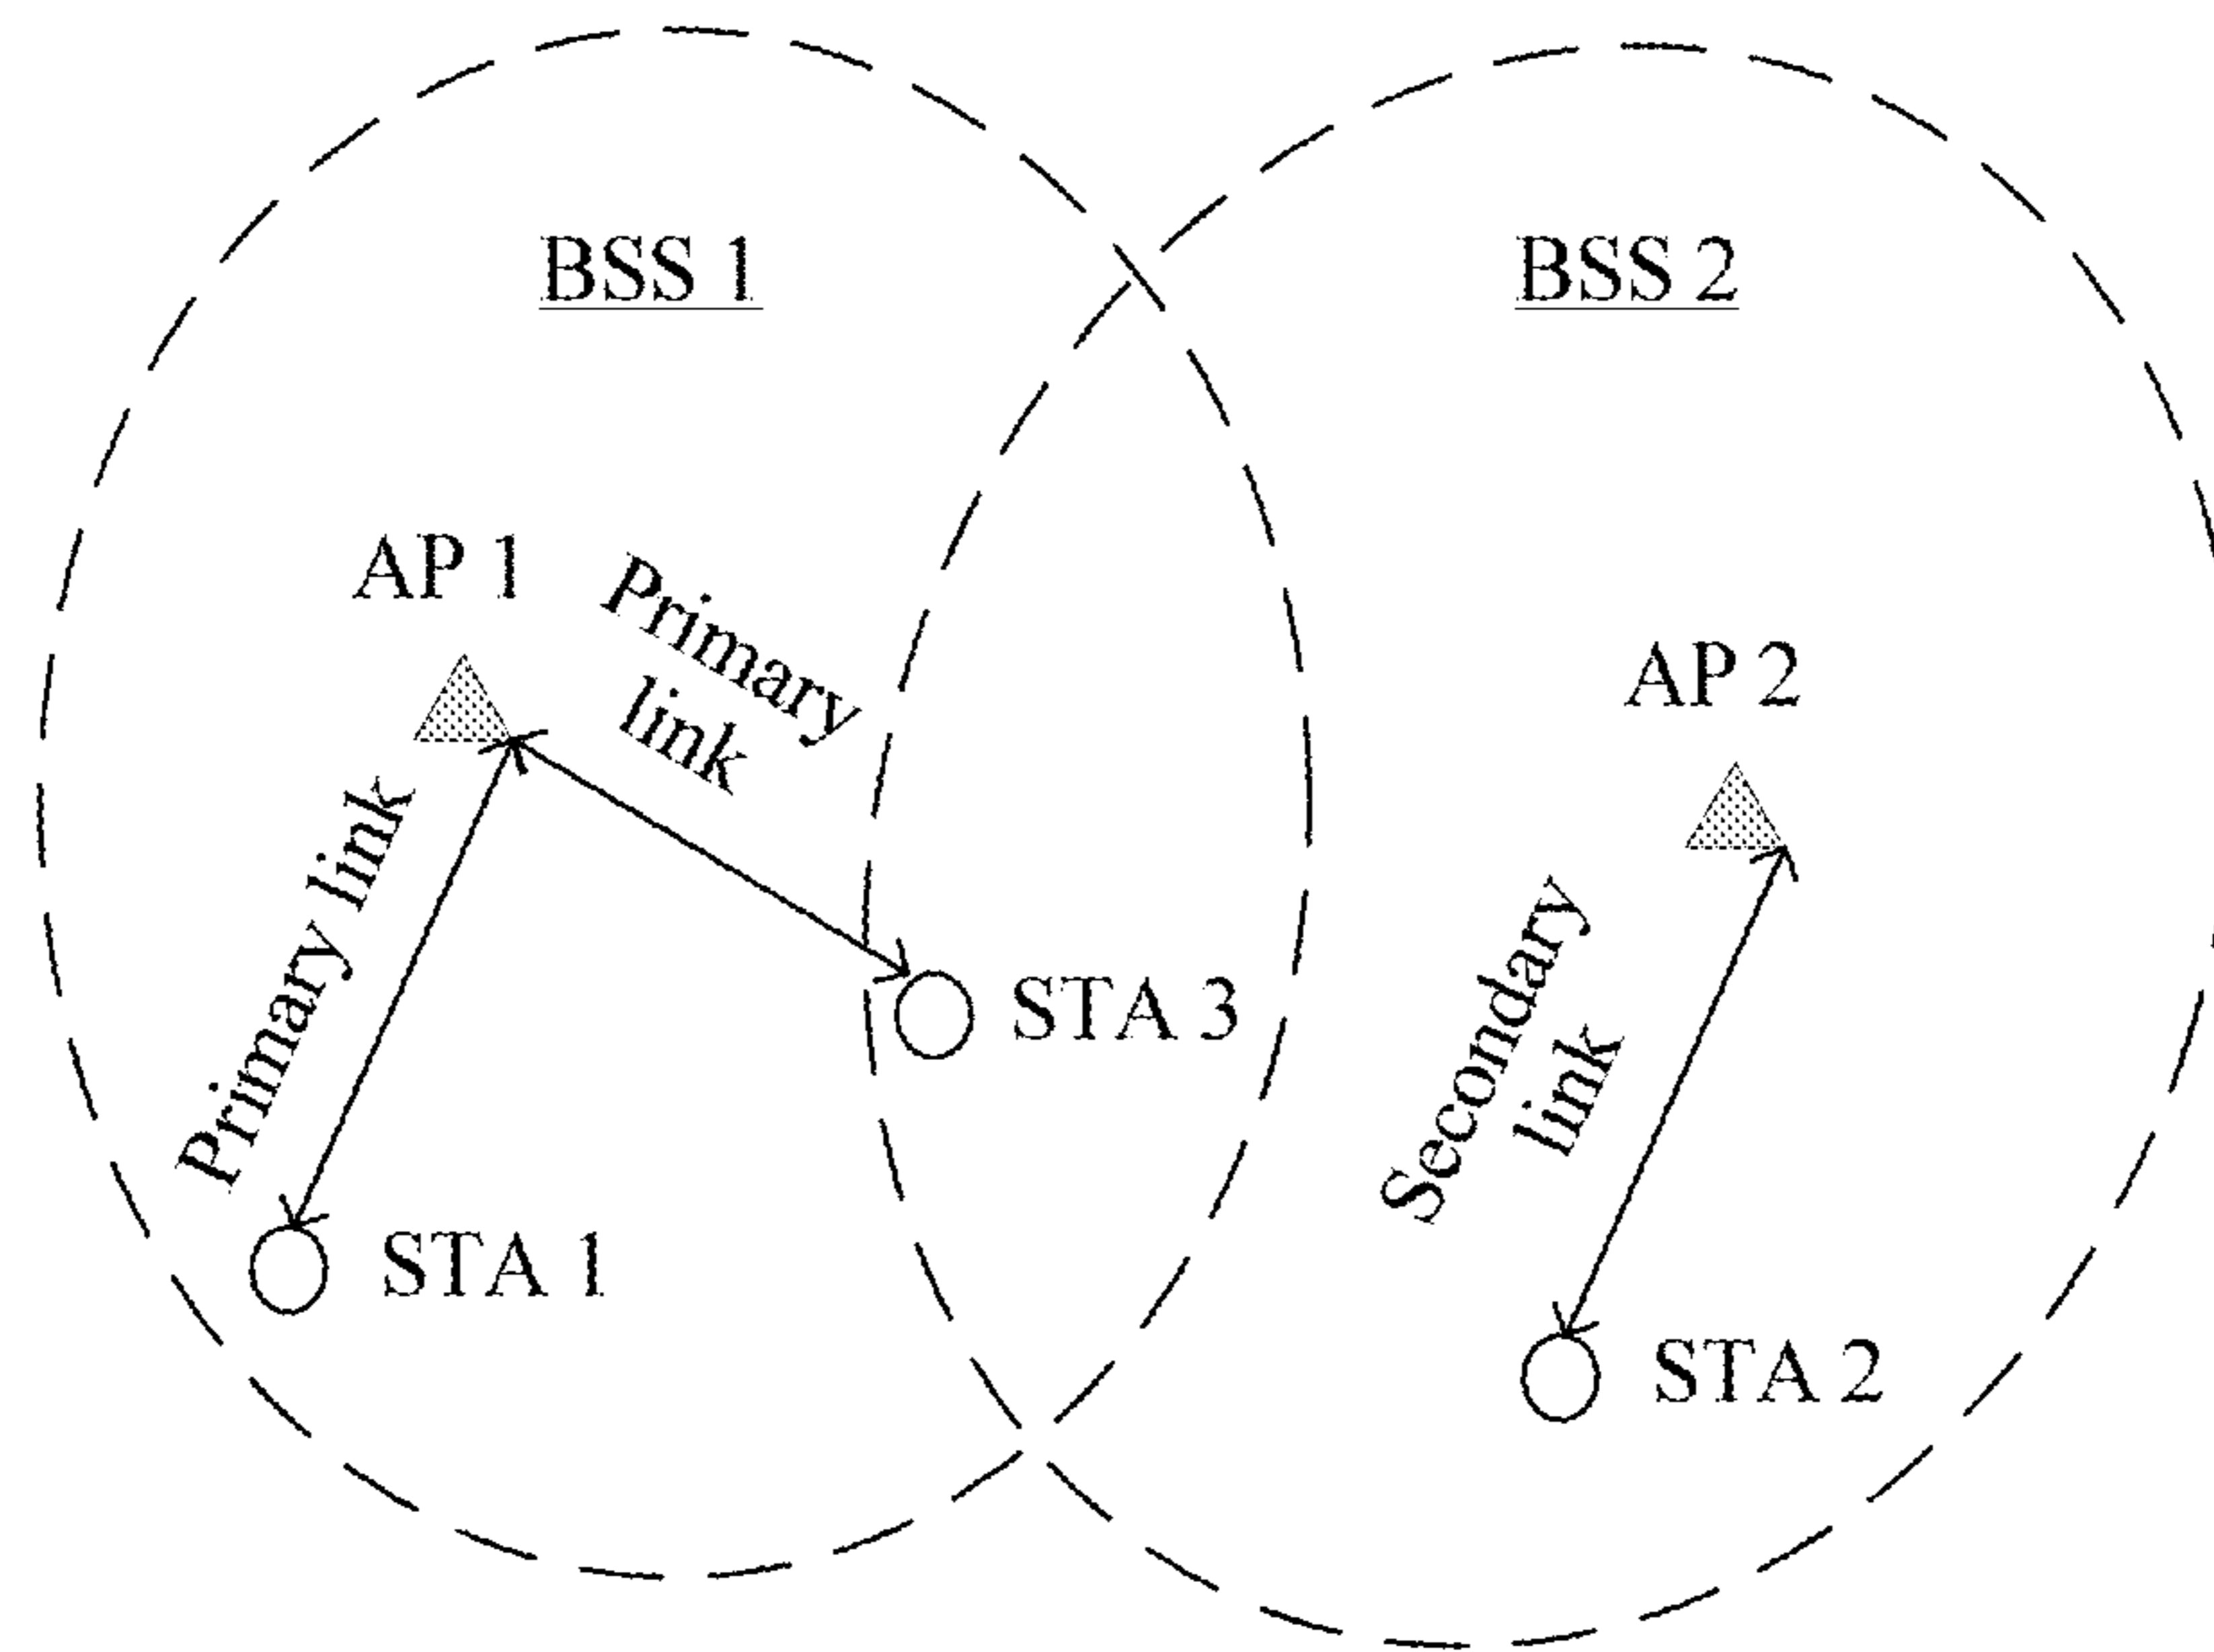 BSS 1
BSS 2
AP 1
Primary
link
AP 2
Primary link
Secondary
link
STA 3
STA 1
STA 2